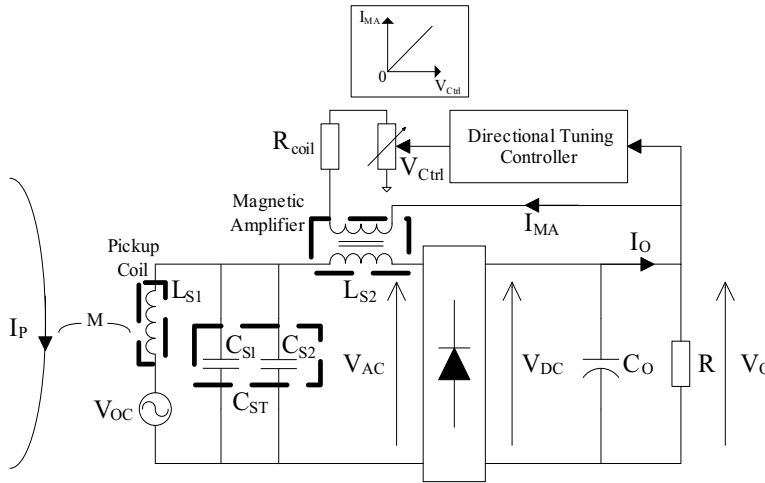 I_MA
0
V_Ctrl
R_coil
V_Ctrl
Directional Tuning
Controller
Magnetic
Amplifier
I_MA
Pickup
Coil
I_O
L_S1
L_S2
I_P
M
C_S1
C_S2
V_AC
V_DC
C_O
R
V_O
C_ST
V_OC